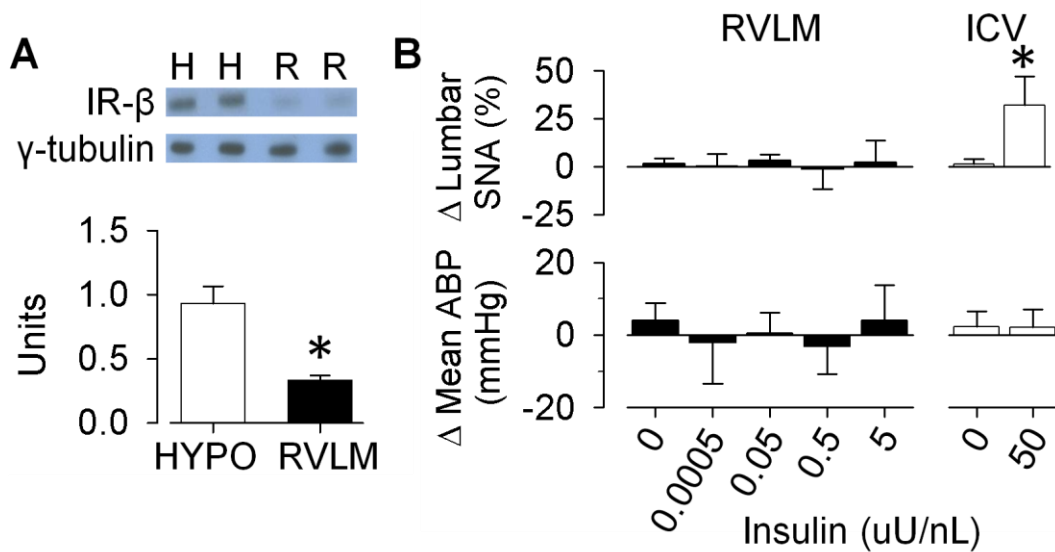 A
H H R R
IR-β
γ-tubulin
1.5
1.0
0.5
0.0
Units
*
HYPO RVLM
B
RVLM ICV
Δ Lumbar
SNA (%)
50
25
0
-25
*
Δ Mean ABP
(mmHg)
20
0
-20
0 0.0005 0.05 0.5 5 0 50
Insulin (uU/nL)